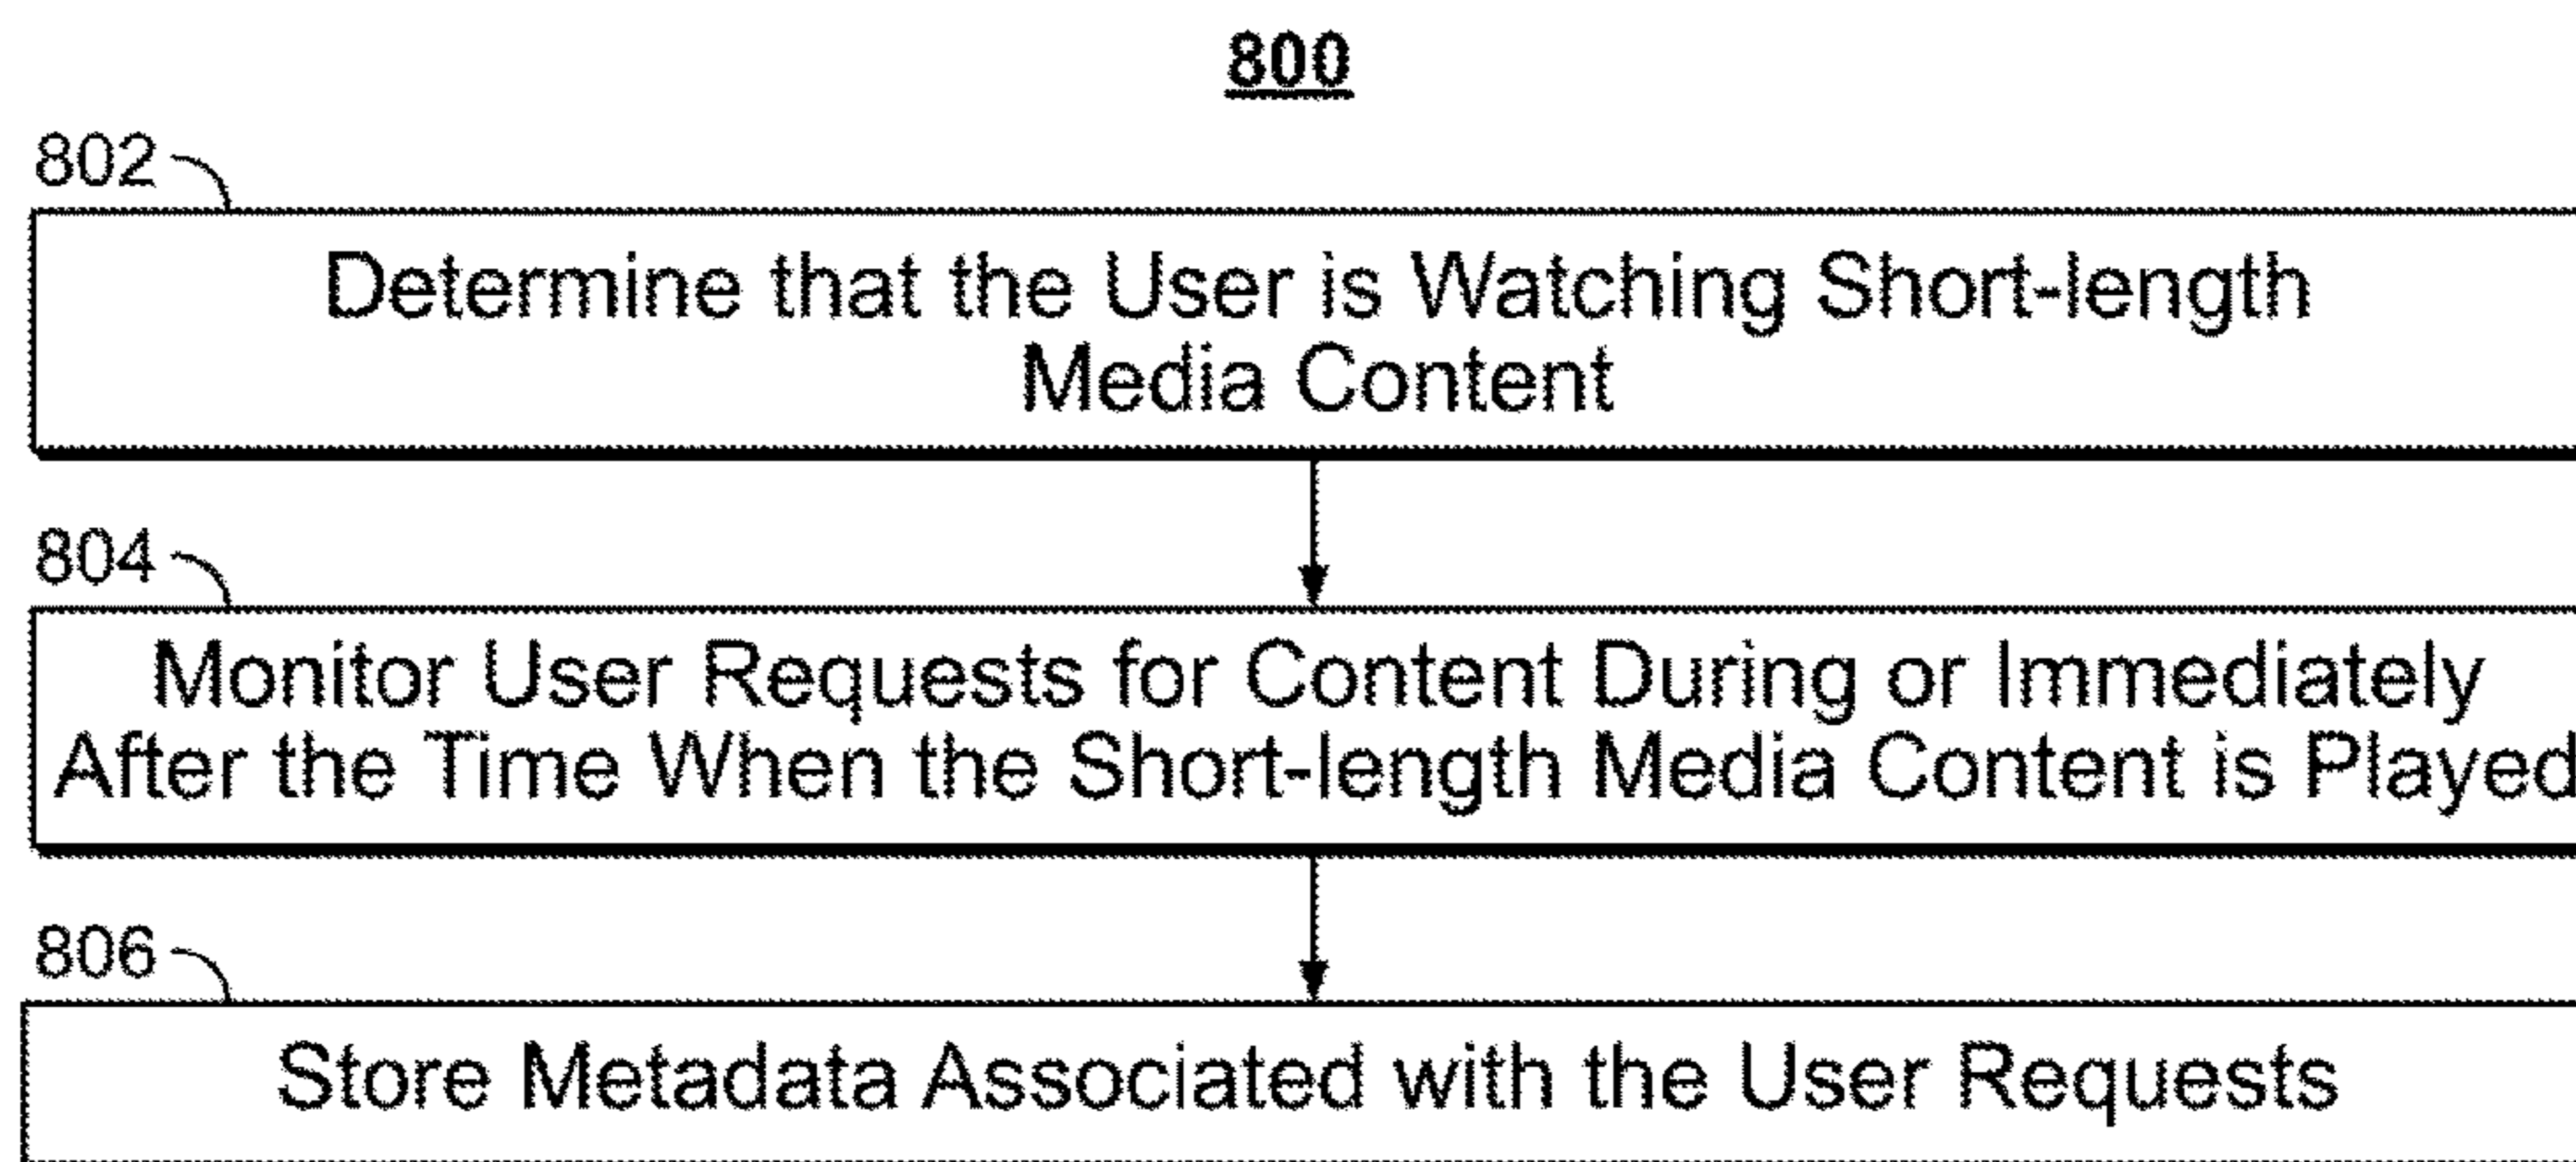 800
802
Determine that the User is Watching Short-length
Media Content
804
Monitor User Requests for Content During or Immediately
After the Time When the Short-length Media Content is Played
806
Store Metadata Associated with the User Requests